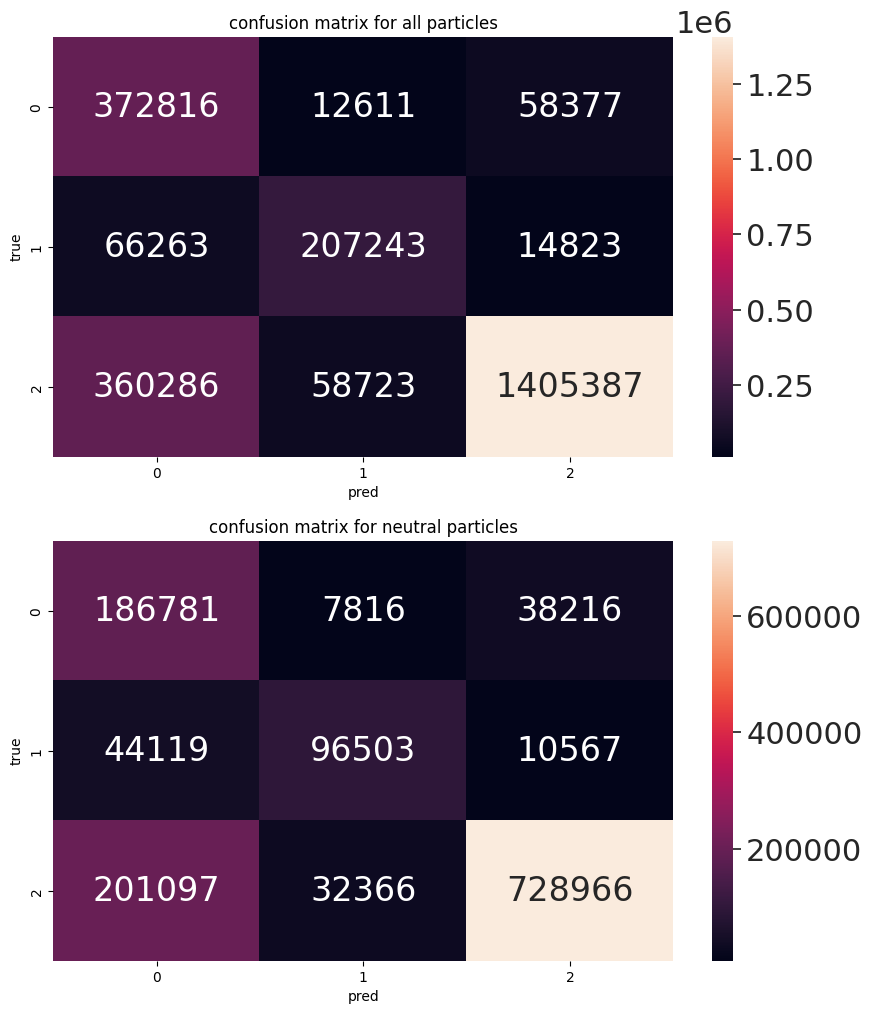 confusion matrix for all particles
1e6
0 372816 12611 58377
1 66263 207243 14823
2 360286 58723 1405387
true
0 1 2
pred
1.25
1.00
0.75
0.50
0.25
confusion matrix for neutral particles
0 186781 7816 38216
1 44119 96503 10567
2 201097 32366 728966
true
0 1 2
pred
600000
400000
200000